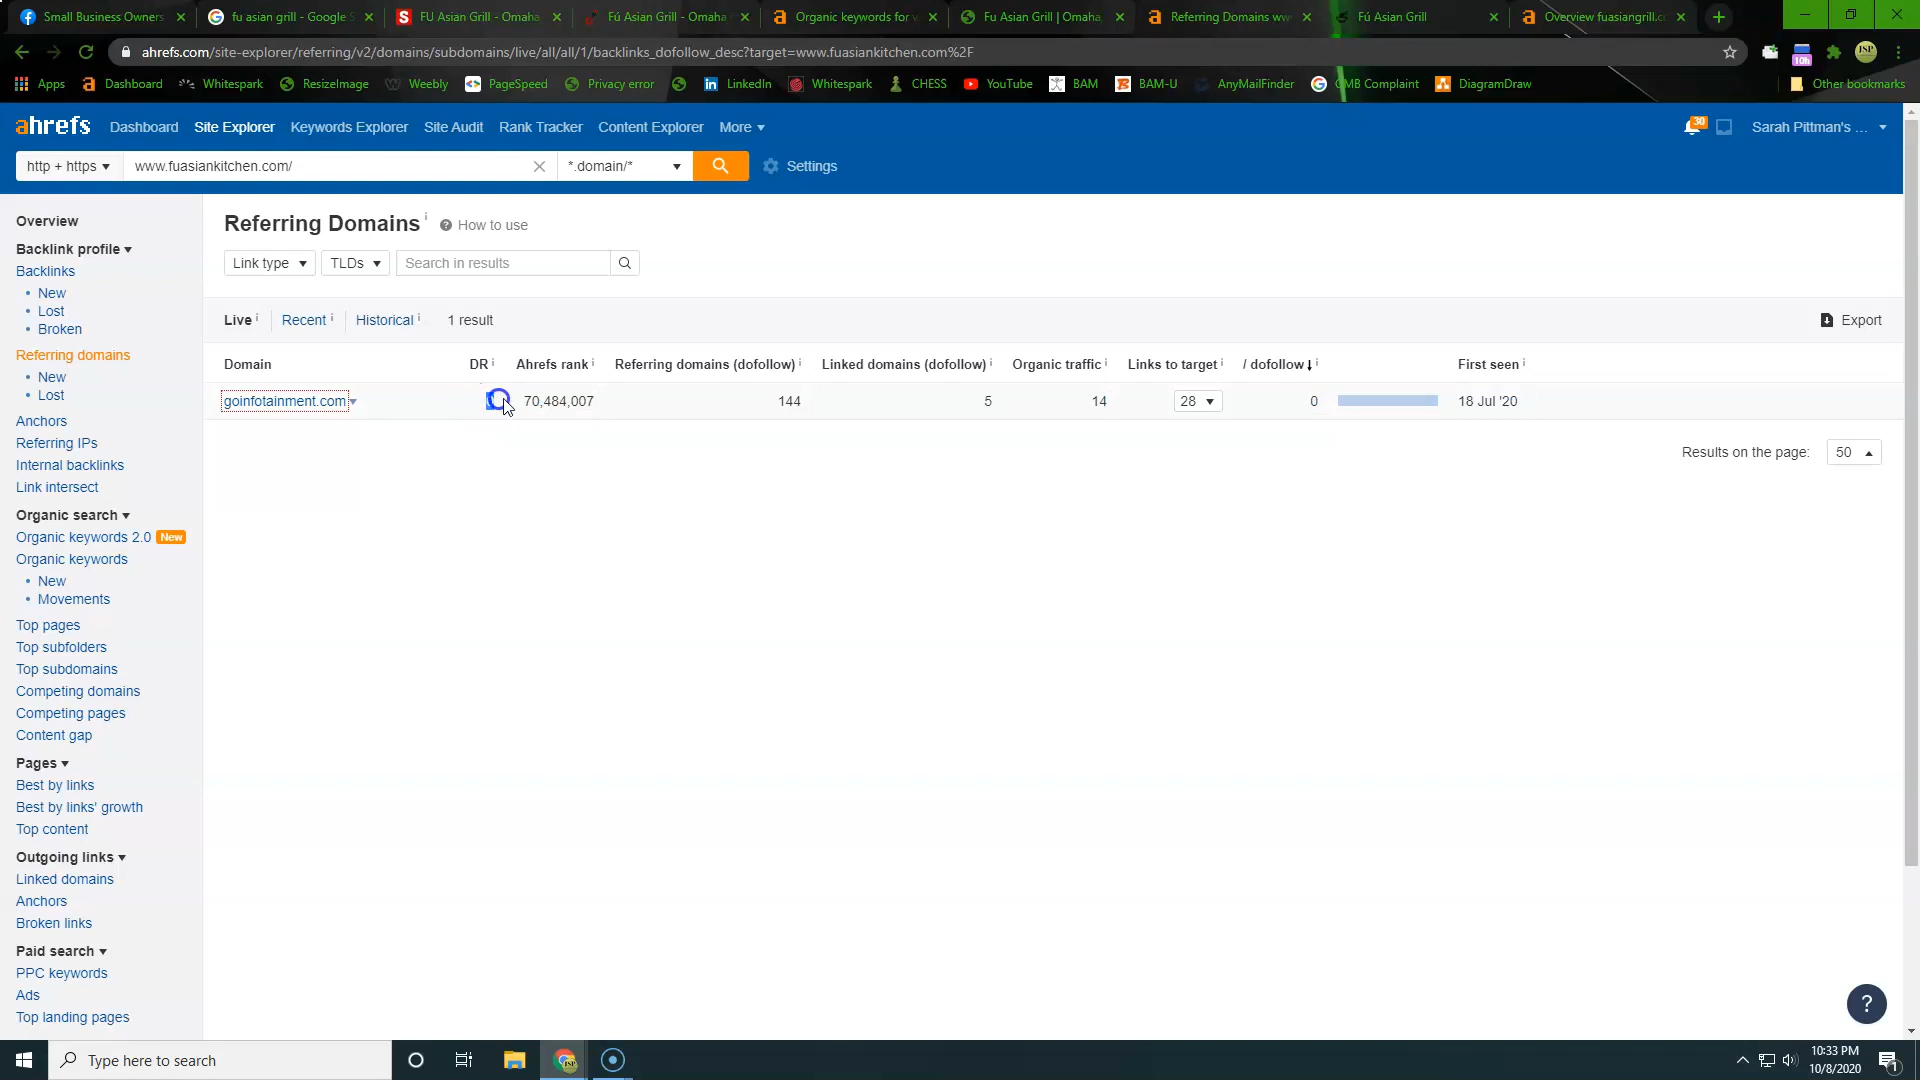 Small Business Owners
fu asian grill - Google S
FU Asian Grill - Omaha
Fú Asian Grill - Omaha
Organic keywords for w
Fu Asian Grill | Omaha,
Referring Domains ww
Fú Asian Grill
Overview fuasiangrill.c
ahrefs.com/site-explorer/referring/v2/domains/subdomains/live/all/all/1/backlinks_dofollow_desc?target=www.fuasiankitchen.com%2F
JSP
10h
Apps Dashboard Whitespark ResizeImage Weebly PageSpeed Privacy error LinkedIn Whitespark CHESS YouTube BAM BAM-U AnyMailFinder GMB Complaint DiagramDraw Other bookmarks
ahrefs Dashboard Site Explorer Keywords Explorer Site Audit Rank Tracker Content Explorer More 30 Sarah Pittman's ...
http + https www.fuasiankitchen.com/ *.domain/* Settings
Overview
Backlink profile
Backlinks
New
Lost
Broken
Referring domains
New
Lost
Anchors
Referring IPs
Internal backlinks
Link intersect
Organic search
Organic keywords 2.0 New
Organic keywords
New
Movements
Top pages
Top subfolders
Top subdomains
Competing domains
Competing pages
Content gap
Pages
Best by links
Best by links' growth
Top content
Outgoing links
Linked domains
Anchors
Broken links
Paid search
PPC keywords
Ads
Top landing pages
Referring Domains i ? How to use
Link type TLDs Search in results
Live i Recent i Historical i 1 result Export
Domain DR i Ahrefs rank i Referring domains (dofollow) i Linked domains (dofollow) i Organic traffic i Links to target i / dofollow ↓ i First seen i
goinfotainment.com 70,484,007 144 5 14 28 0 18 Jul '20
Results on the page: 50
?
Type here to search
JSP
10:33 PM
10/8/2020
1